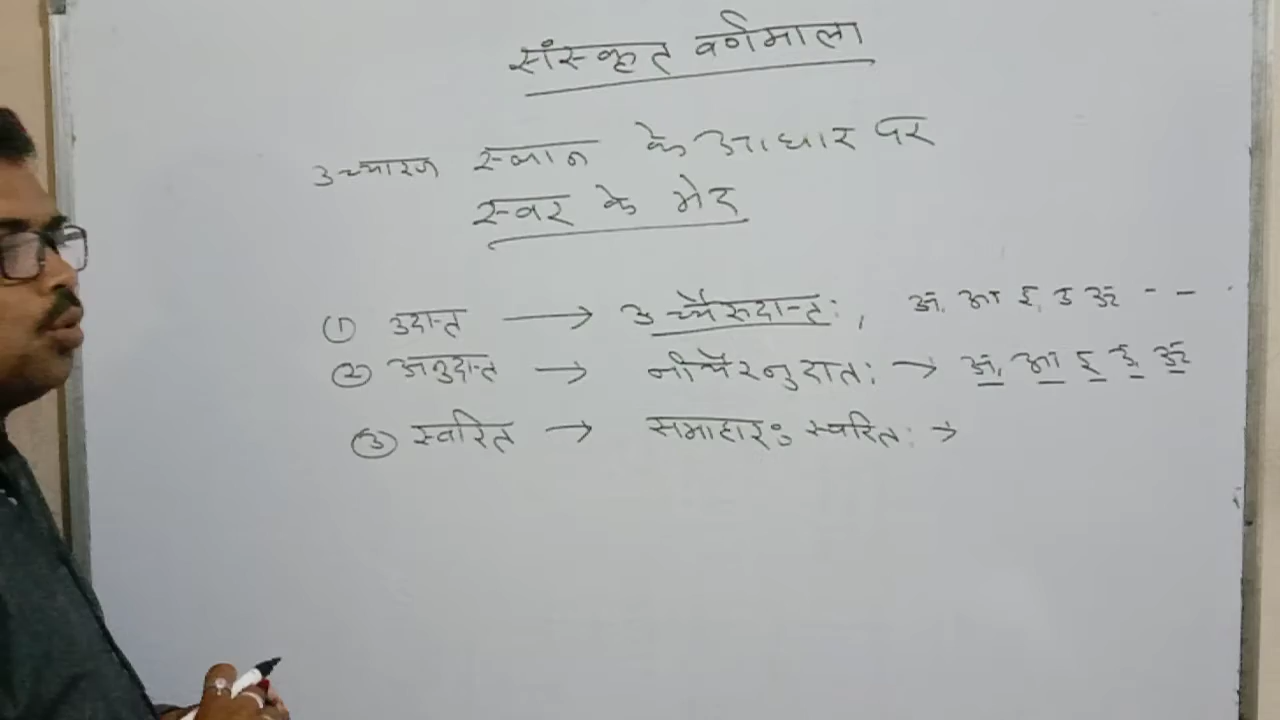 संस्कृत वर्णमाला
उच्चारण स्थान के आधार पर
स्वर के भेद
① उदात्त → उच्चैरुदात्तः, अ, आ इ, उ ऊ - -
② अनुदात्त → नीचैरनुदातः → अ, आ इ ई ऊ
③ स्वरित → समाहारः स्वरितः →